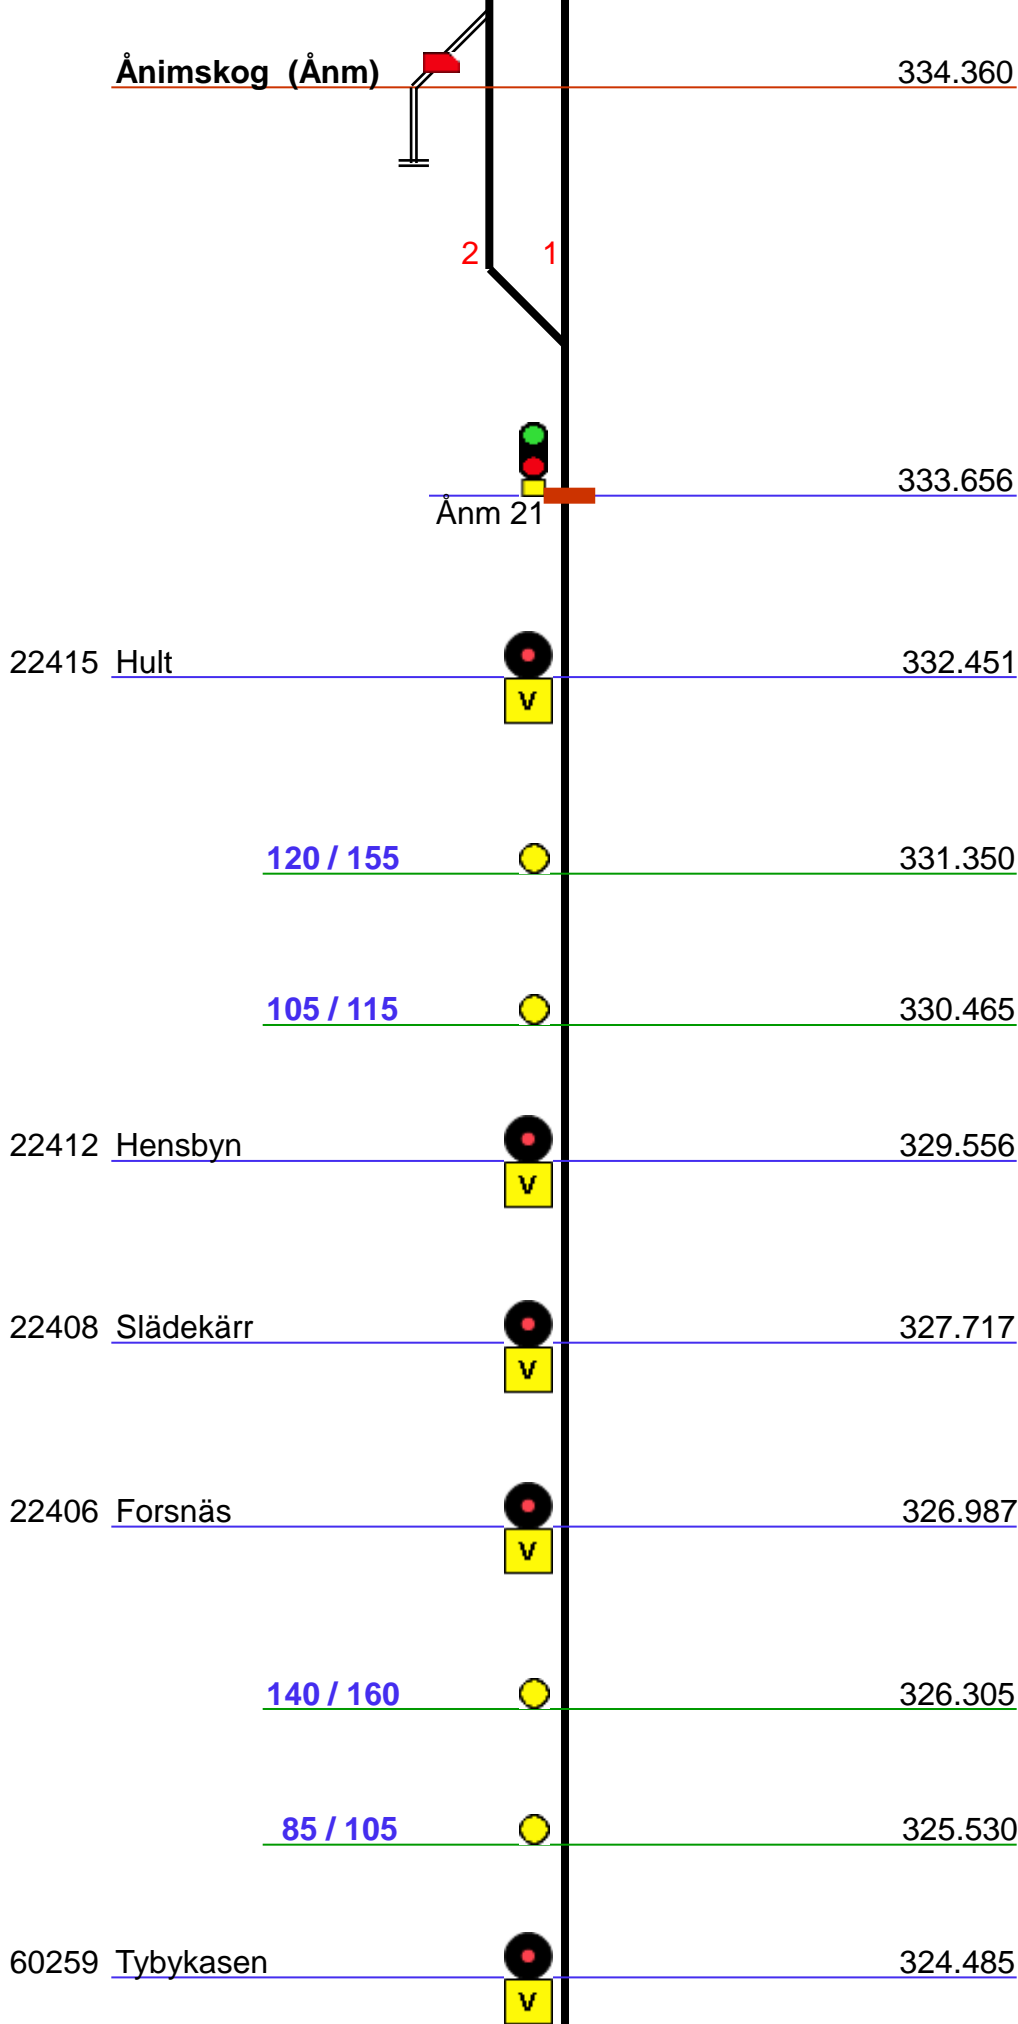 Ånimskog (Ånm) 334.360
2 1
333.656
Ånm 21
22415 Hult 332.451
V
120 / 155 331.350
105 / 115 330.465
22412 Hensbyn 329.556
V
22408 Slädekärr 327.717
V
22406 Forsnäs 326.987
V
140 / 160 326.305
85 / 105 325.530
60259 Tybykasen 324.485
V